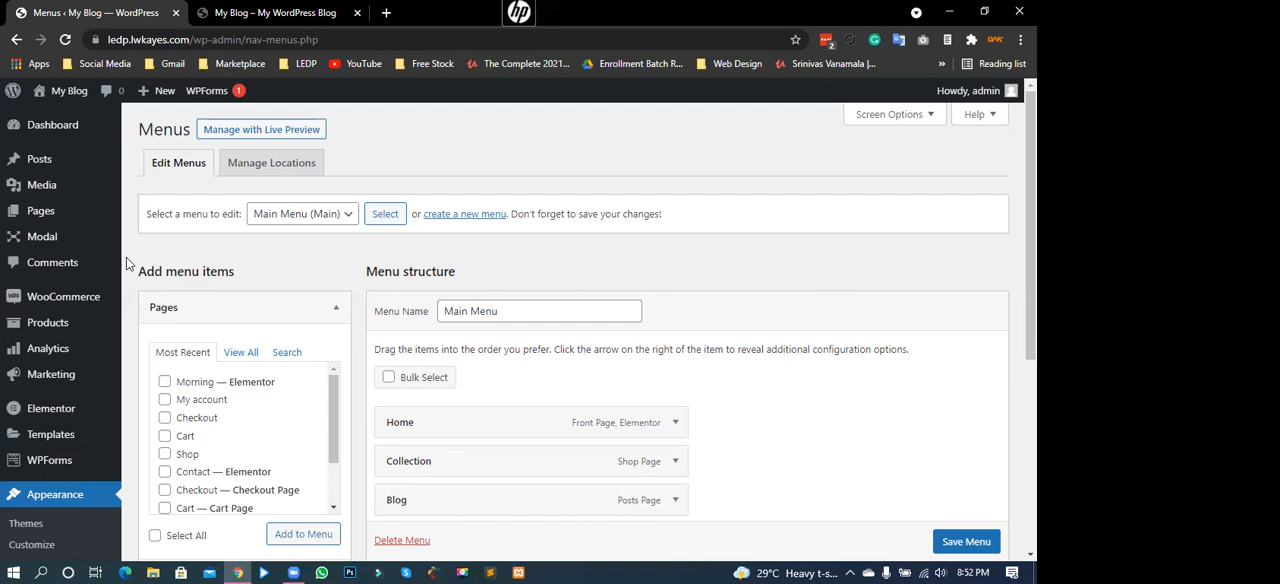 Menus ‹ My Blog — WordPress
My Blog – My WordPress Blog
hp
ledp.lwkayes.com/wp-admin/nav-menus.php
2
Apps
Social Media
Gmail
Marketplace
LEDP
YouTube
Free Stock
The Complete 2021...
Enrollment Batch R...
Web Design
Srinivas Vanamala |...
»
Reading list
My Blog
0
New
WPForms
1
Howdy, admin
Menus
Manage with Live Preview
Screen Options
Help
Edit Menus
Manage Locations
Select a menu to edit:
Main Menu (Main)
Select
or create a new menu. Don't forget to save your changes!
Dashboard
Posts
Media
Pages
Modal
Comments
WooCommerce
Products
Analytics
Marketing
Elementor
Templates
WPForms
Appearance
Themes
Customize
Add menu items
Pages
Most Recent
View All
Search
Morning — Elementor
My account
Checkout
Cart
Shop
Contact — Elementor
Checkout — Checkout Page
Cart — Cart Page
Select All
Add to Menu
Menu structure
Menu Name
Main Menu
Drag the items into the order you prefer. Click the arrow on the right of the item to reveal additional configuration options.
Bulk Select
Home
Front Page, Elementor
Collection
Shop Page
Blog
Posts Page
Delete Menu
Save Menu
29°C Heavy t-s...
8:52 PM